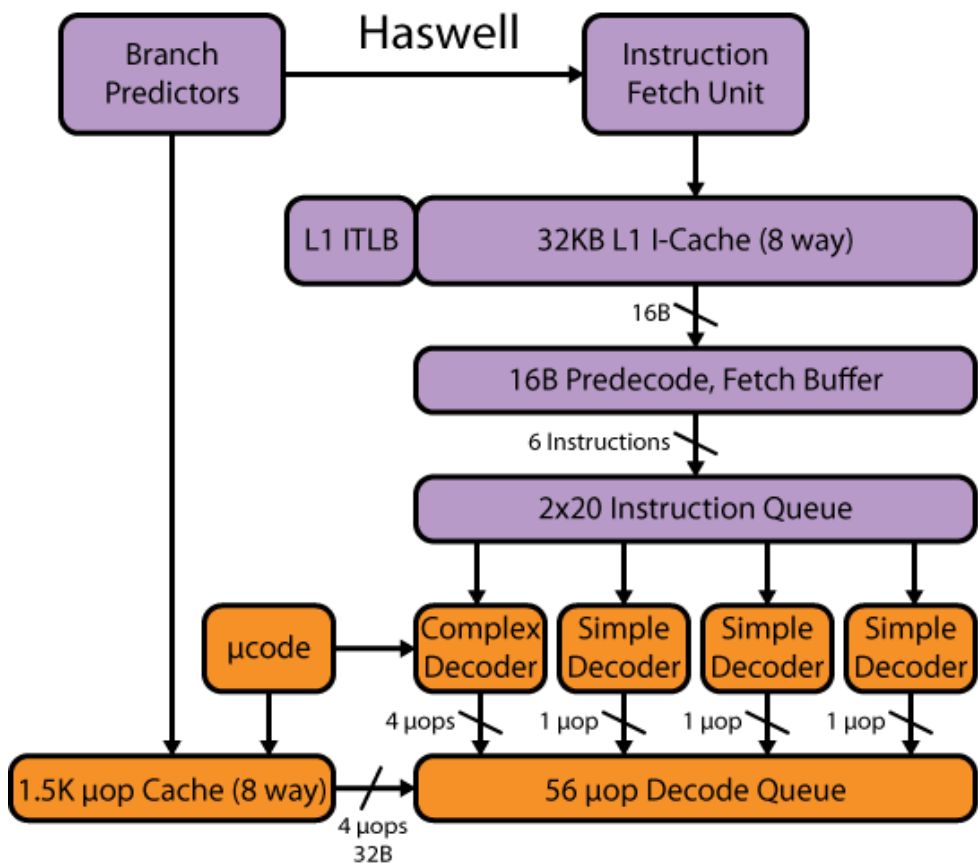 Haswell
Branch
Predictors
Instruction
Fetch Unit
L1 ITLB
32KB L1 I-Cache (8 way)
16B
16B Predecode, Fetch Buffer
6 Instructions
2x20 Instruction Queue
µcode
Complex
Decoder
Simple
Decoder
Simple
Decoder
Simple
Decoder
4 µops
1 µop
1 µop
1 µop
1.5K µop Cache (8 way)
4 µops
32B
56 µop Decode Queue